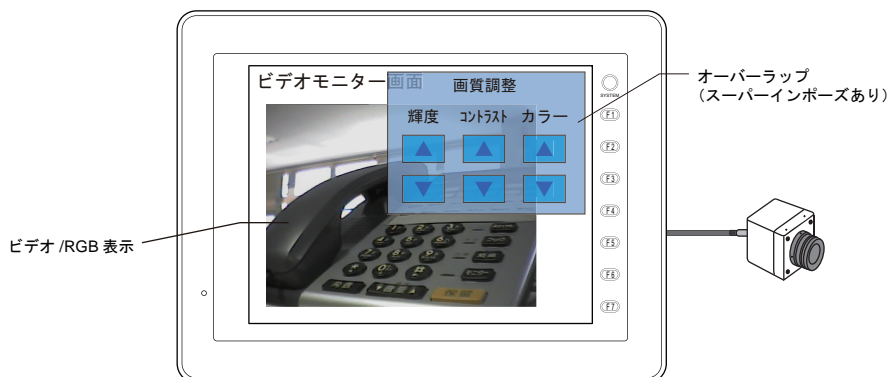 ビデオモニター画面
画質調整
輝度
コントラスト
カラー
SYSTEM
F1
F2
F3
F4
F5
F6
F7
オーバーラップ
(スーパーインポーズあり)
ビデオ /RGB 表示